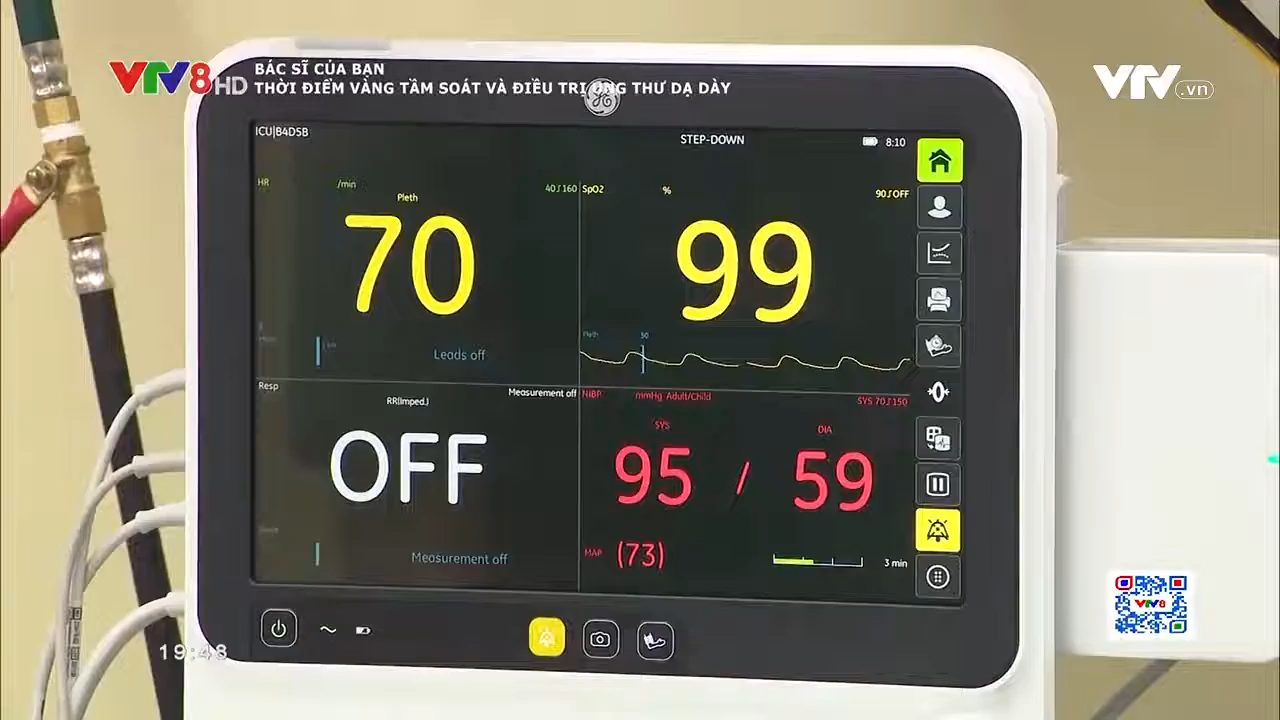 VTV8 HD
BÁC SĨ CỦA BẠN
THỜI ĐIỂM VÀNG TẦM SOÁT VÀ ĐIỀU TRỊ UNG THƯ DẠ DÀY
VTV.vn
ICU|B4D5B
STEP-DOWN
8:10
HR
/min
40 160
Pleth
70
Leads off
SpO2
%
90 OFF
99
Pleth
50
Resp
Measurement off
RR(Imped.)
OFF
Measurement off
NIBP
mmHg Adult/Child
SYS 70 150
SYS
DIA
95 / 59
MAP
(73)
3 min
VTV8
19:48